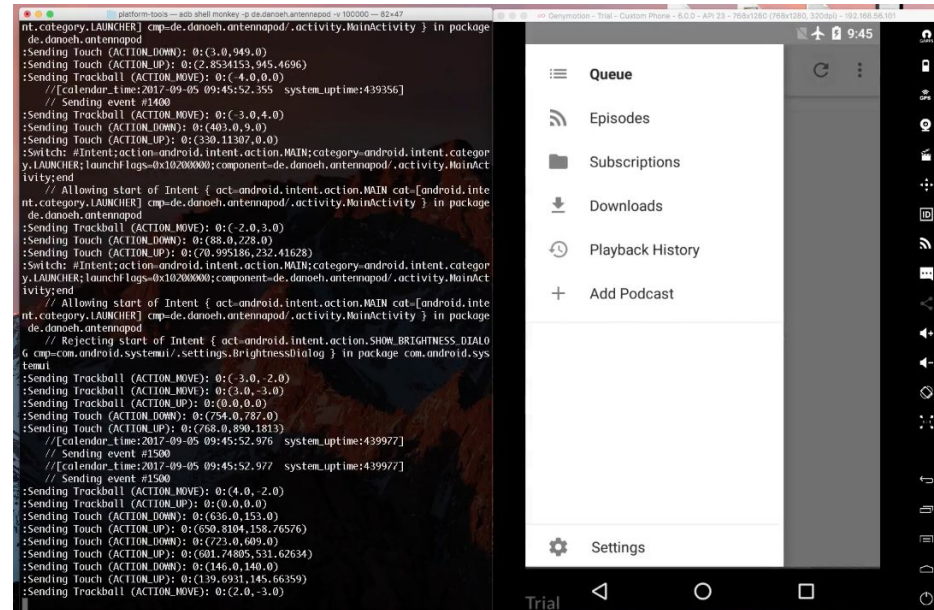 platform-tools — adb shell monkey -p de.danoeh.antennapod -v 100000 — 82×47
nt.category.LAUNCHER] cmp=de.danoeh.antennapod/.activity.MainActivity } in package
de.danoeh.antennapod
:Sending Touch (ACTION_DOWN): 0:(3.0,949.0)
:Sending Touch (ACTION_UP): 0:(2.8534153,945.4696)
:Sending Trackball (ACTION_MOVE): 0:(-4.0,0.0)
//[calendar_time:2017-09-05 09:45:52.355 system_uptime:439356]
// Sending event #1400
:Sending Trackball (ACTION_MOVE): 0:(-3.0,4.0)
:Sending Touch (ACTION_DOWN): 0:(403.0,9.0)
:Sending Touch (ACTION_UP): 0:(330.11307,0.0)
:Switch: #Intent;action=android.intent.action.MAIN;category=android.intent.categor
y.LAUNCHER;launchFlags=0x10200000;component=de.danoeh.antennapod/.activity.MainAct
ivity;end
// Allowing start of Intent { act=android.intent.action.MAIN cat=[android.inte
nt.category.LAUNCHER] cmp=de.danoeh.antennapod/.activity.MainActivity } in package
de.danoeh.antennapod
:Sending Trackball (ACTION_MOVE): 0:(-2.0,3.0)
:Sending Touch (ACTION_DOWN): 0:(88.0,228.0)
:Sending Touch (ACTION_UP): 0:(70.995186,232.41628)
:Switch: #Intent;action=android.intent.action.MAIN;category=android.intent.categor
y.LAUNCHER;launchFlags=0x10200000;component=de.danoeh.antennapod/.activity.MainAct
ivity;end
// Allowing start of Intent { act=android.intent.action.MAIN cat=[android.inte
nt.category.LAUNCHER] cmp=de.danoeh.antennapod/.activity.MainActivity } in package
de.danoeh.antennapod
// Rejecting start of Intent { act=android.intent.action.SHOW_BRIGHTNESS_DIALO
G cmp=com.android.systemui/.settings.BrightnessDialog } in package com.android.sys
temui
:Sending Trackball (ACTION_MOVE): 0:(-3.0,-2.0)
:Sending Trackball (ACTION_MOVE): 0:(3.0,-3.0)
:Sending Trackball (ACTION_UP): 0:(0.0,0.0)
:Sending Touch (ACTION_DOWN): 0:(754.0,787.0)
:Sending Touch (ACTION_UP): 0:(768.0,890.1813)
//[calendar_time:2017-09-05 09:45:52.976 system_uptime:439977]
// Sending event #1500
//[calendar_time:2017-09-05 09:45:52.977 system_uptime:439977]
// Sending event #1500
:Sending Trackball (ACTION_MOVE): 0:(4.0,-2.0)
:Sending Trackball (ACTION_UP): 0:(0.0,0.0)
:Sending Touch (ACTION_DOWN): 0:(636.0,153.0)
:Sending Touch (ACTION_UP): 0:(650.8104,158.76576)
:Sending Touch (ACTION_DOWN): 0:(723.0,609.0)
:Sending Touch (ACTION_UP): 0:(601.74805,531.62634)
:Sending Touch (ACTION_DOWN): 0:(146.0,140.0)
:Sending Touch (ACTION_UP): 0:(139.6931,145.66359)
:Sending Trackball (ACTION_MOVE): 0:(2.0,-3.0)
Genymotion - Trial - Custom Phone - 6.0.0 - API 23 - 768x1280 (768x1280, 320dpi) - 192.168.56.101
9:45
Queue
Episodes
Subscriptions
Downloads
Playback History
Add Podcast
Settings
Trial
GPS
ID